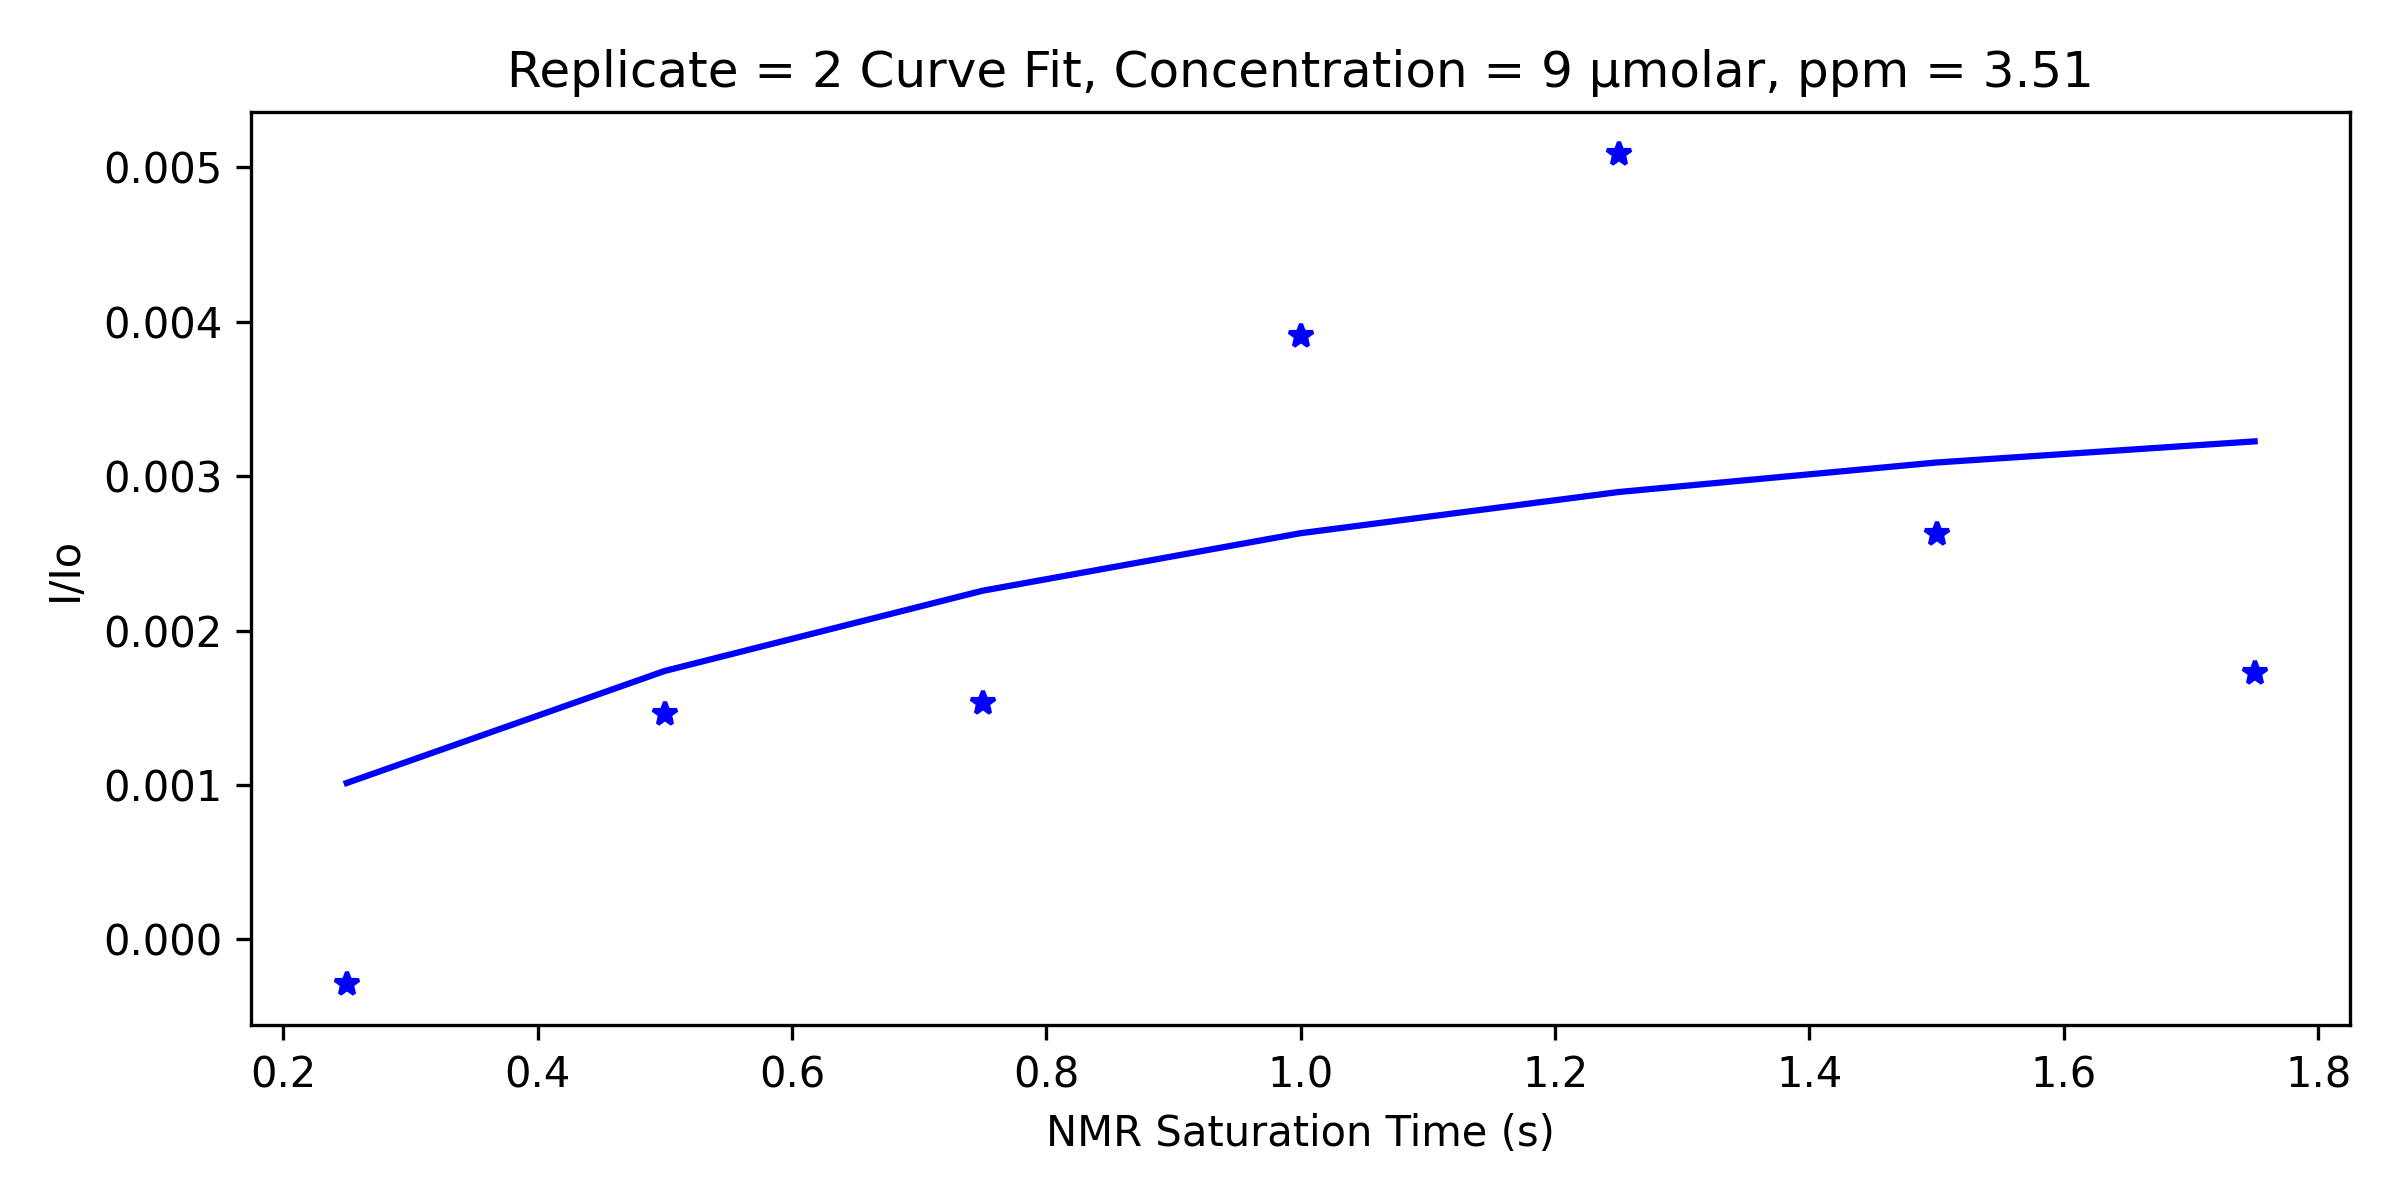 Replicate = 2 Curve Fit, Concentration = 9 µmolar, ppm = 3.51
0.005
0.004
0.003
0.002
0.001
0.000
I/Io
0.2 0.4 0.6 0.8 1.0 1.2 1.4 1.6 1.8
NMR Saturation Time (s)